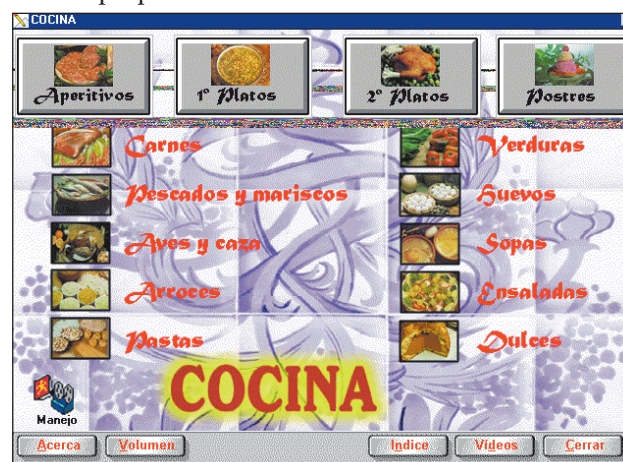 COCINA
Aperitivos
1º Platos
2º Platos
Postres
Carnes
Verduras
Pescados y mariscos
Huevos
Aves y caza
Sopas
Arroces
Ensaladas
Pastas
Dulces
COCINA
Manejo
Acerca
Volumen
Indice
Vídeos
Cerrar